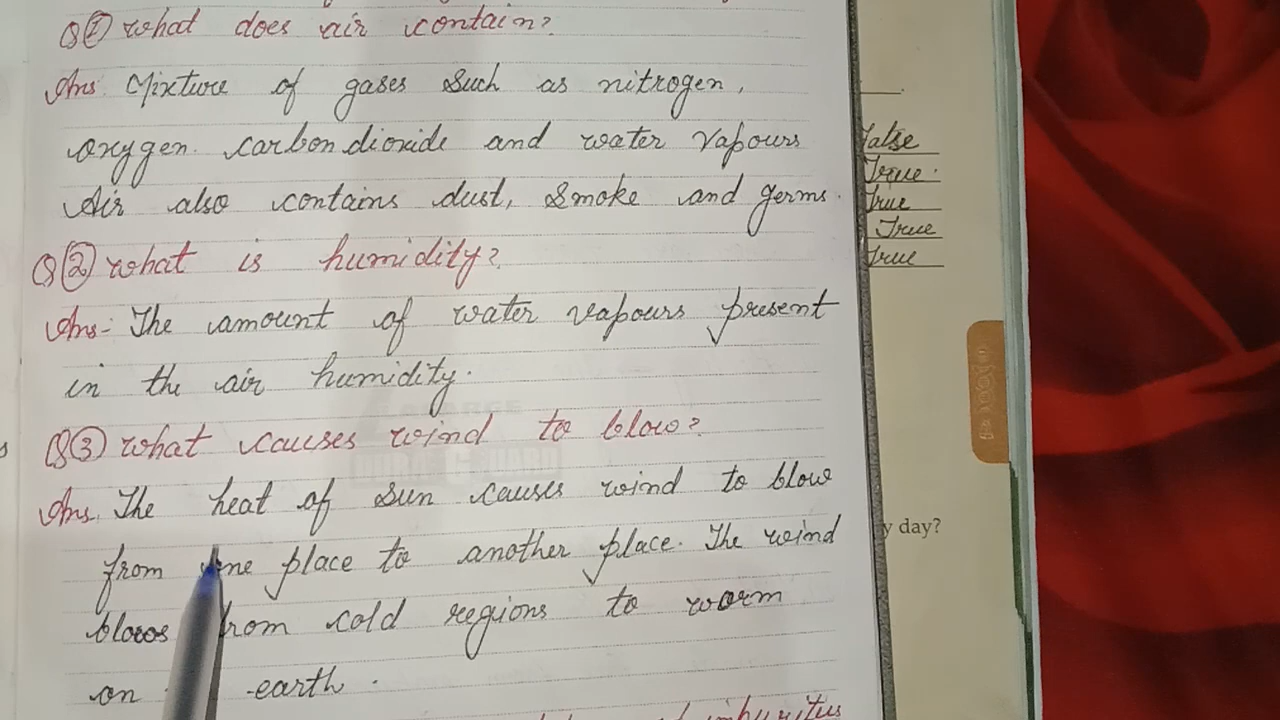 Q① What does air contain?
Ans. Mixture of gases such as nitrogen,
oxygen. carbondioxide and water vapours
Air also contains dust, smoke and germs.
Q② What is humidity?
Ans- The amount of water vapours present
in the air humidity.
Q③ What causes wind to blow?
Ans. The heat of sun causes wind to blow
from one place to another place. The wind
blows from cold regions to warm
on earth.
False
True.
True
True
True
y day?